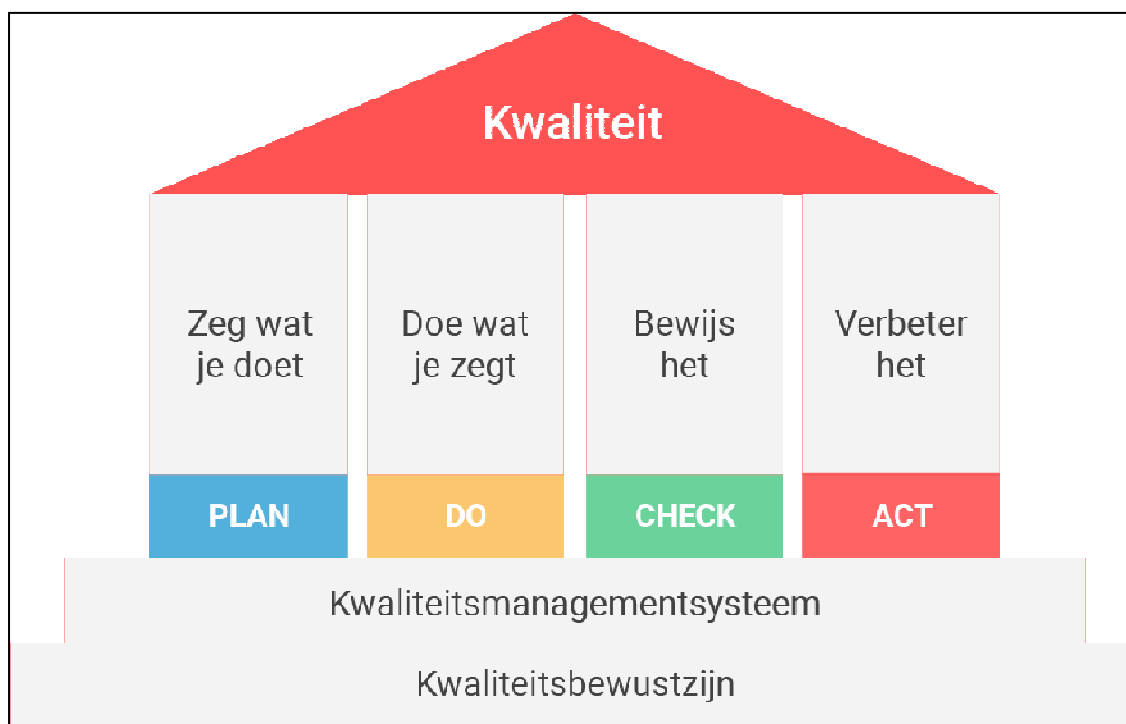 Kwaliteit
Zeg wat
je doet
Doe wat
je zegt
Bewijs
het
Verbeter
het
PLAN
DO
CHECK
ACT
Kwaliteitsmanagementsysteem
Kwaliteitsbewustzijn